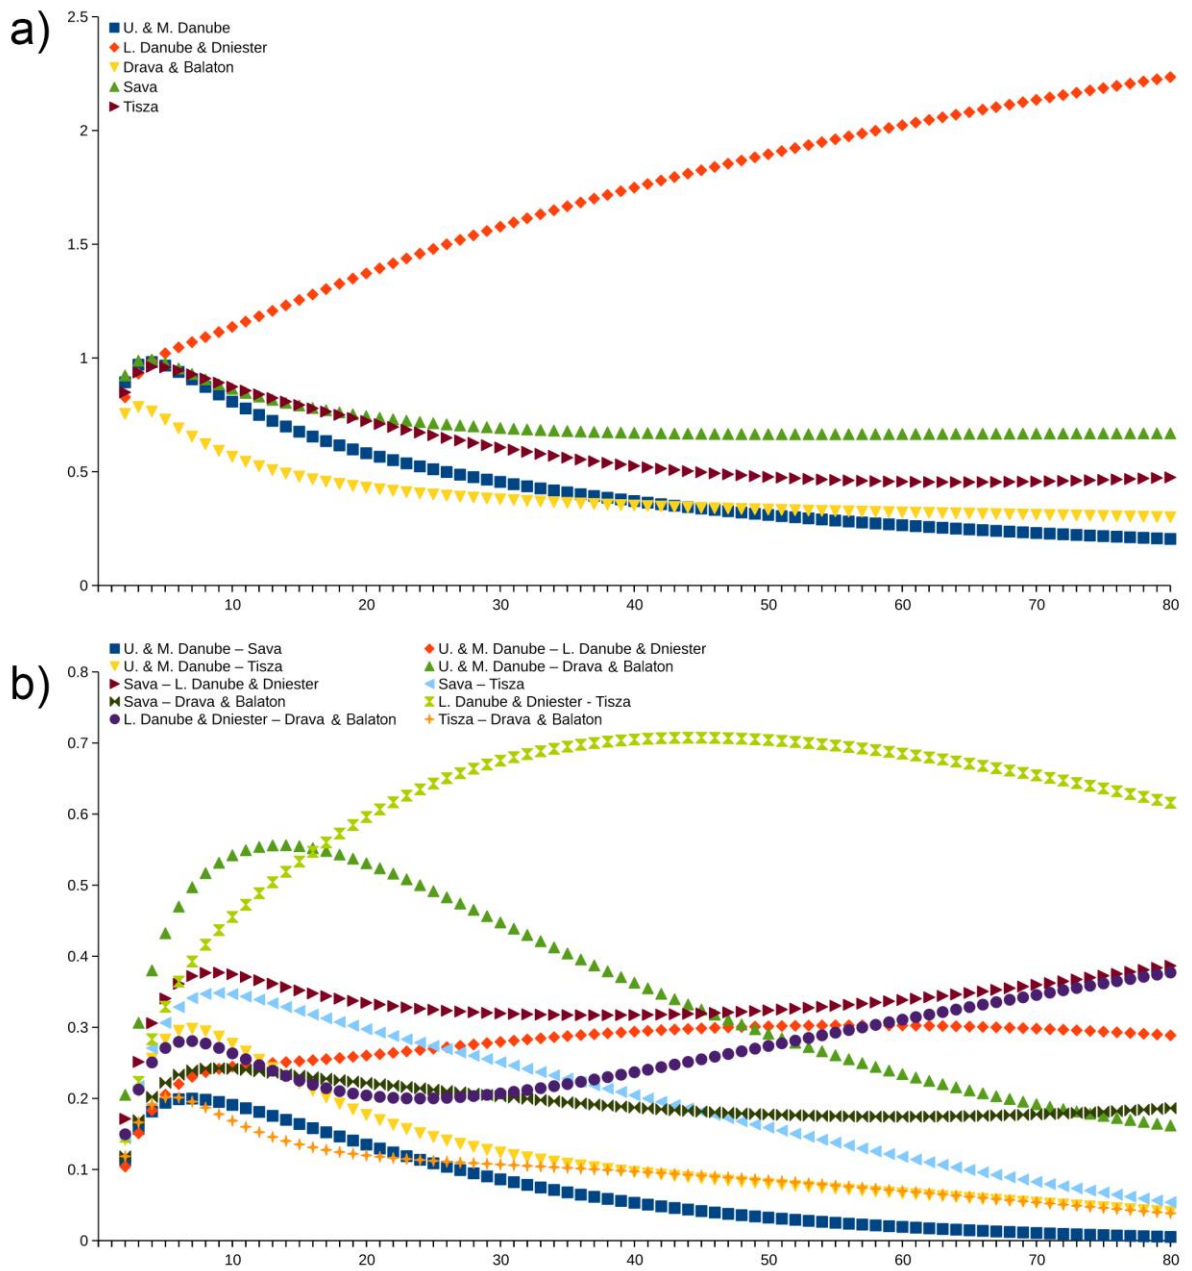 a)
2.5
U. & M. Danube
L. Danube & Dniester
Drava & Balaton
Sava
Tisza
2
1.5
1
0.5
0
10 20 30 40 50 60 70 80
b)
U. & M. Danube – Sava U. & M. Danube – L. Danube & Dniester
U. & M. Danube – Tisza U. & M. Danube – Drava & Balaton
Sava – L. Danube & Dniester Sava – Tisza
Sava – Drava & Balaton L. Danube & Dniester - Tisza
L. Danube & Dniester – Drava & Balaton Tisza – Drava & Balaton
0.8
0.7
0.6
0.5
0.4
0.3
0.2
0.1
0
10 20 30 40 50 60 70 80